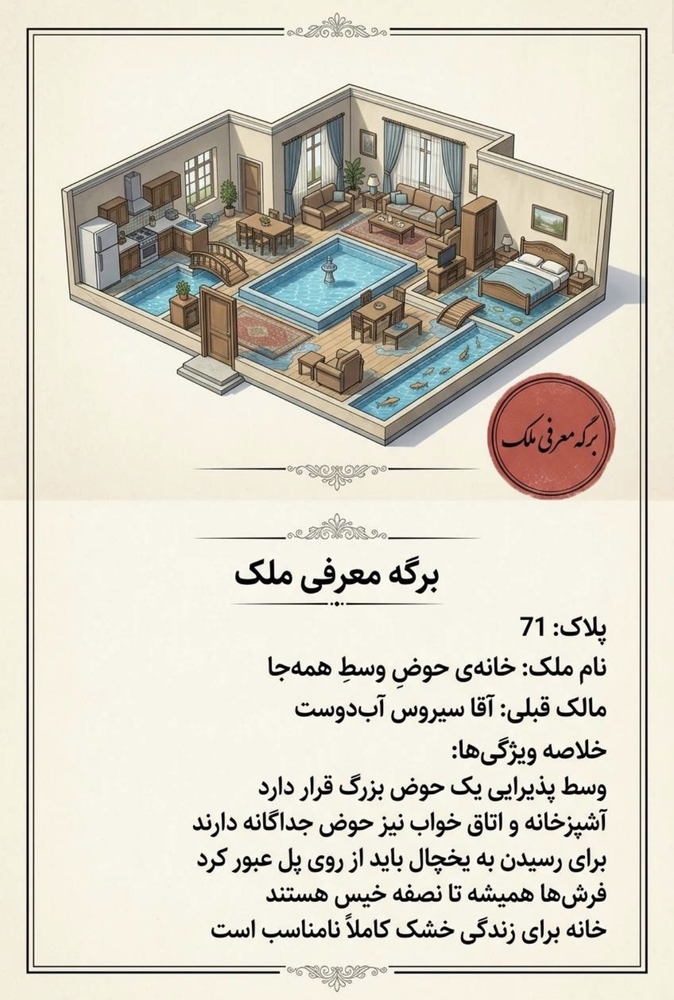 برگه معرفی ملک
برگه معرفی ملک
پلاک: 71
نام ملک: خانه‌ی حوضِ وسطِ همه‌جا
مالک قبلی: آقا سیروس آب‌دوست
خلاصه ویژگی‌ها:
وسط پذیرایی یک حوض بزرگ قرار دارد
آشپزخانه و اتاق خواب نیز حوض جداگانه دارند
برای رسیدن به یخچال باید از روی پل عبور کرد
فرش‌ها همیشه تا نصفه خیس هستند
خانه برای زندگی خشک کاملاً نامناسب است